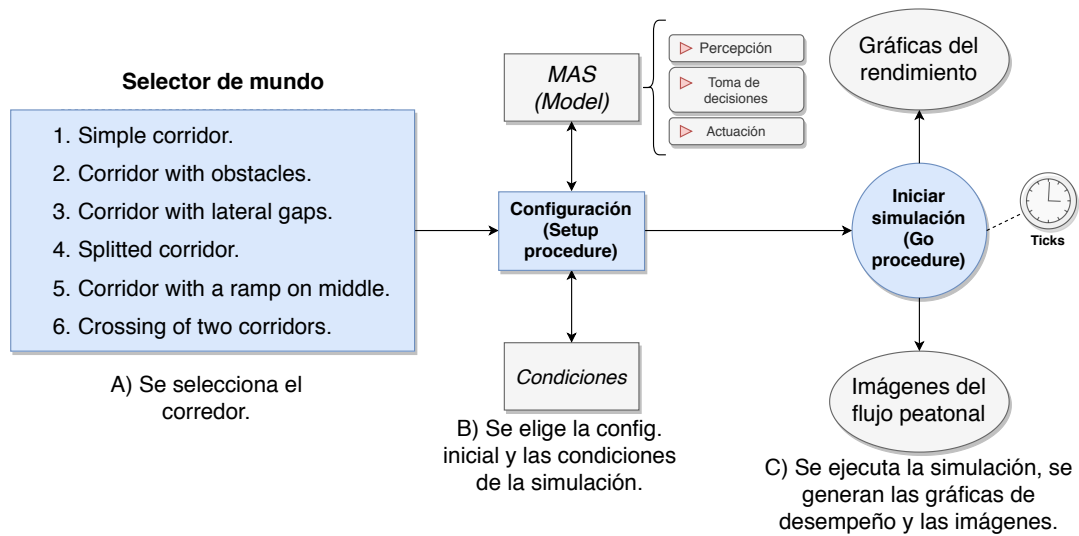 Selector de mundo
1. Simple corridor.
2. Corridor with obstacles.
3. Corridor with lateral gaps.
4. Splitted corridor.
5. Corridor with a ramp on middle.
6. Crossing of two corridors.
A) Se selecciona el
corredor.
MAS
(Model)
Percepción
Toma de
decisiones
Actuación
Configuración
(Setup
procedure)
Condiciones
B) Se elige la config.
inicial y las condiciones
de la simulación.
Gráficas del
rendimiento
Iniciar
simulación
(Go
procedure)
Ticks
Imágenes del
flujo peatonal
C) Se ejecuta la simulación, se
generan las gráficas de
desempeño y las imágenes.